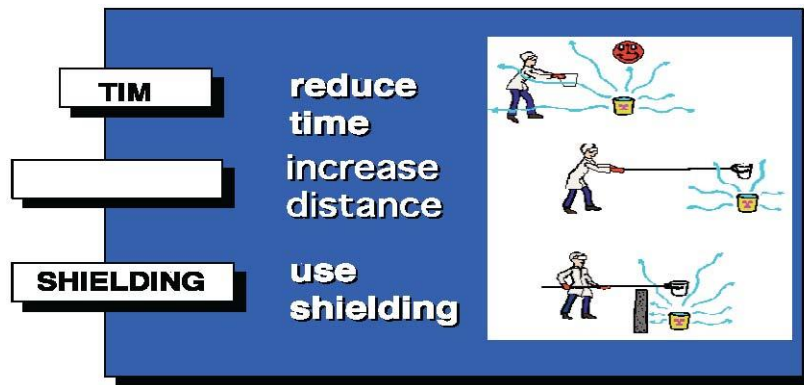 TIM
reduce
time
increase
distance
SHIELDING
use
shielding